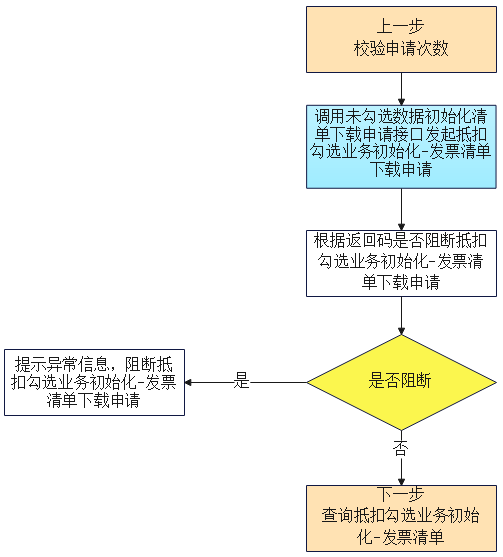 上一步
校验申请次数
调用未勾选数据初始化清
单下载申请接口发起抵扣
勾选业务初始化-发票清单
下载申请
根据返回码是否阻断抵扣
勾选业务初始化-发票清
单下载申请
是否阻断
是
提示异常信息，阻断抵
扣勾选业务初始化-发票
清单下载申请
否
下一步
查询抵扣勾选业务初始
化-发票清单